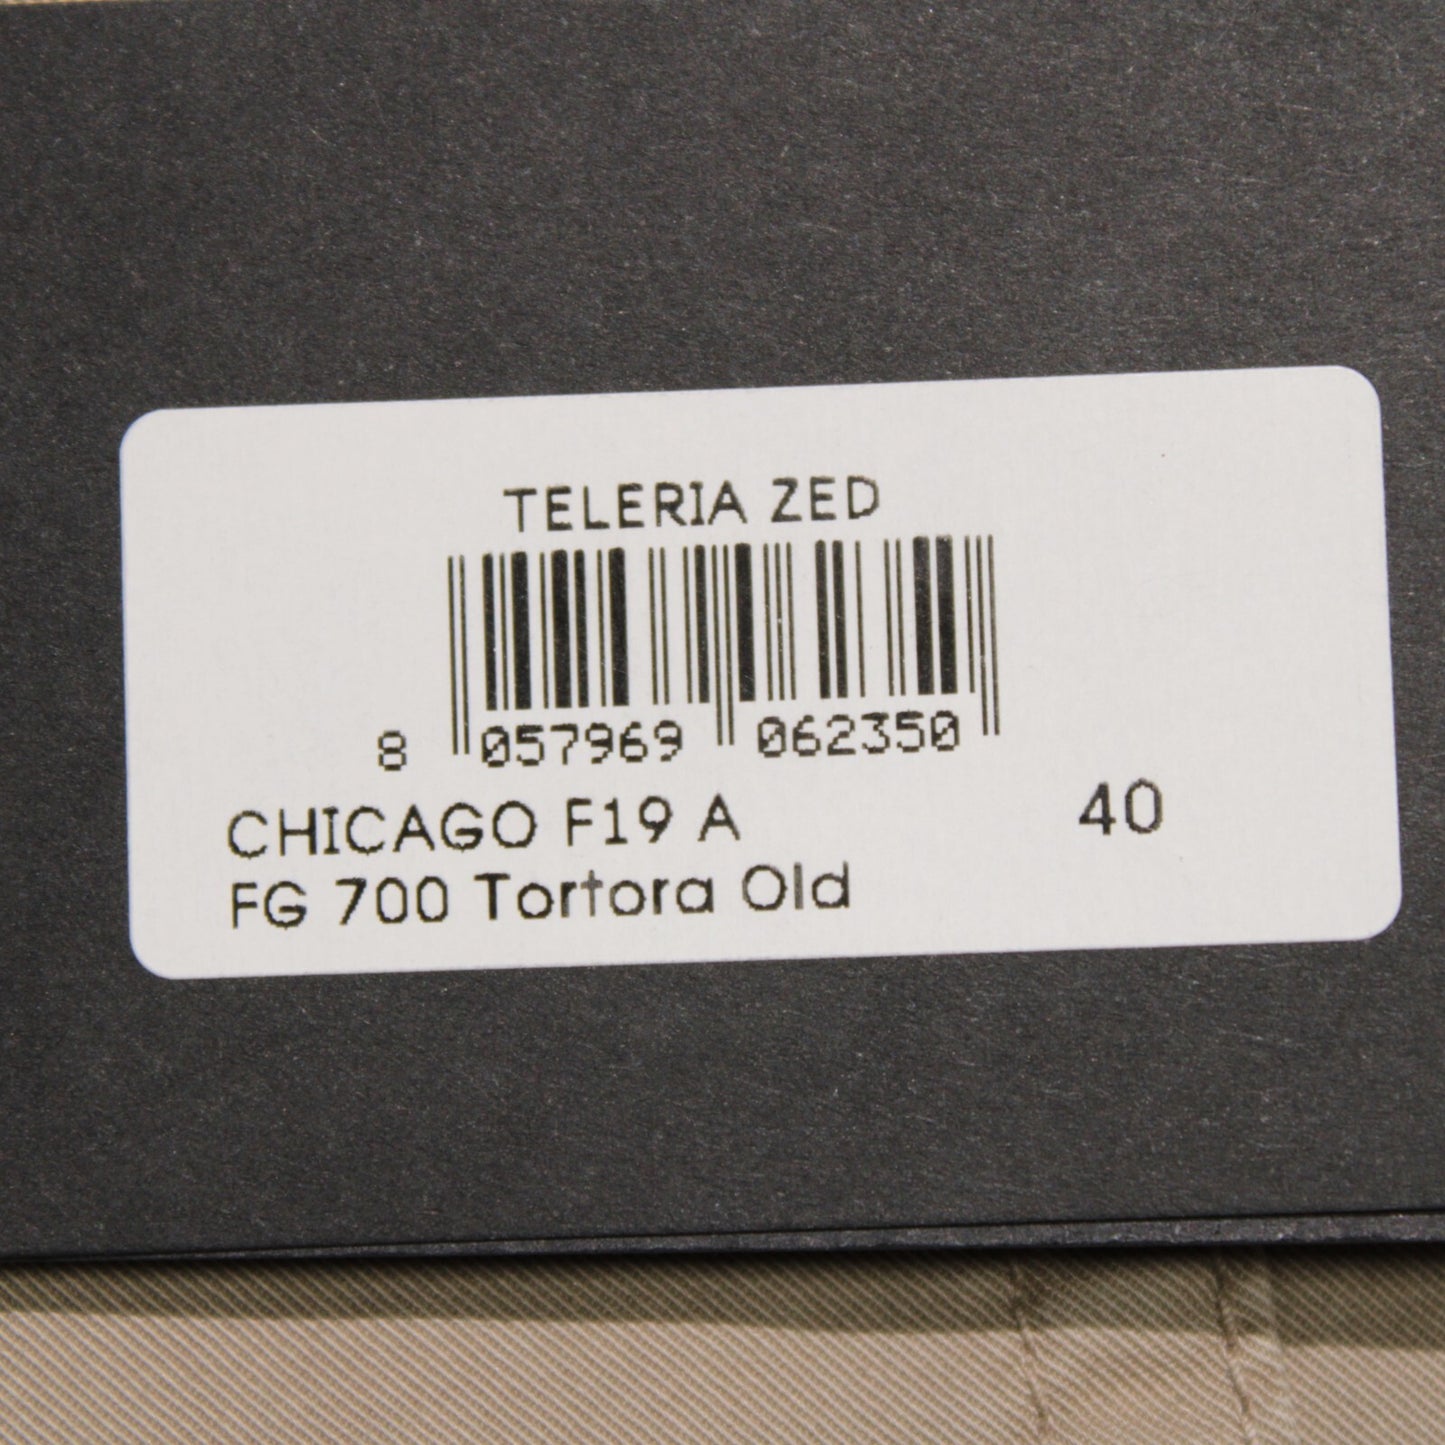 TELERIA ZED
8 057969 062350
CHICAGO F19 A 40
FG 700 Tortora Old